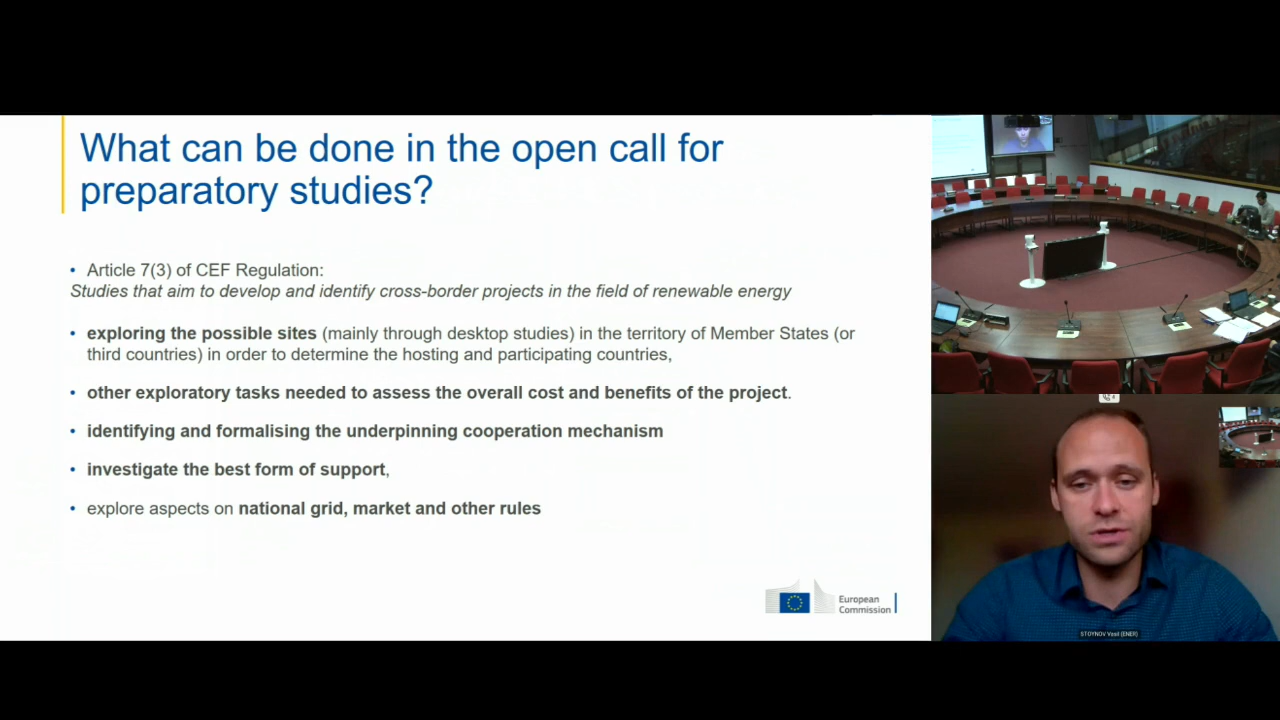 What can be done in the open call for
preparatory studies?
• Article 7(3) of CEF Regulation:
Studies that aim to develop and identify cross-border projects in the field of renewable energy
• exploring the possible sites (mainly through desktop studies) in the territory of Member States (or
third countries) in order to determine the hosting and participating countries,
• other exploratory tasks needed to assess the overall cost and benefits of the project.
• identifying and formalising the underpinning cooperation mechanism
• investigate the best form of support,
• explore aspects on national grid, market and other rules
European
Commission
STOYNOV Vasil (ENER)